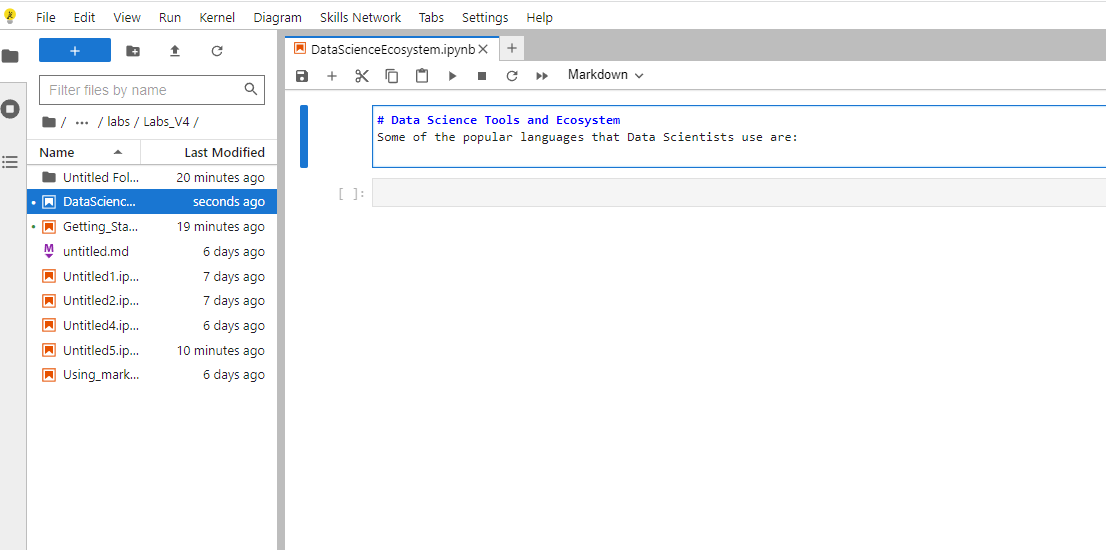 File Edit View Run Kernel Diagram Skills Network Tabs Settings Help
+
DataScienceEcosystem.ipynb
Markdown
Filter files by name
/ ... / labs / Labs_V4 /
Name Last Modified
Untitled Fol... 20 minutes ago
DataScienc... seconds ago
Getting_Sta... 19 minutes ago
untitled.md 6 days ago
Untitled1.ip... 7 days ago
Untitled2.ip... 7 days ago
Untitled4.ip... 6 days ago
Untitled5.ip... 10 minutes ago
Using_mark... 6 days ago
# Data Science Tools and Ecosystem
Some of the popular languages that Data Scientists use are:
[ ]: